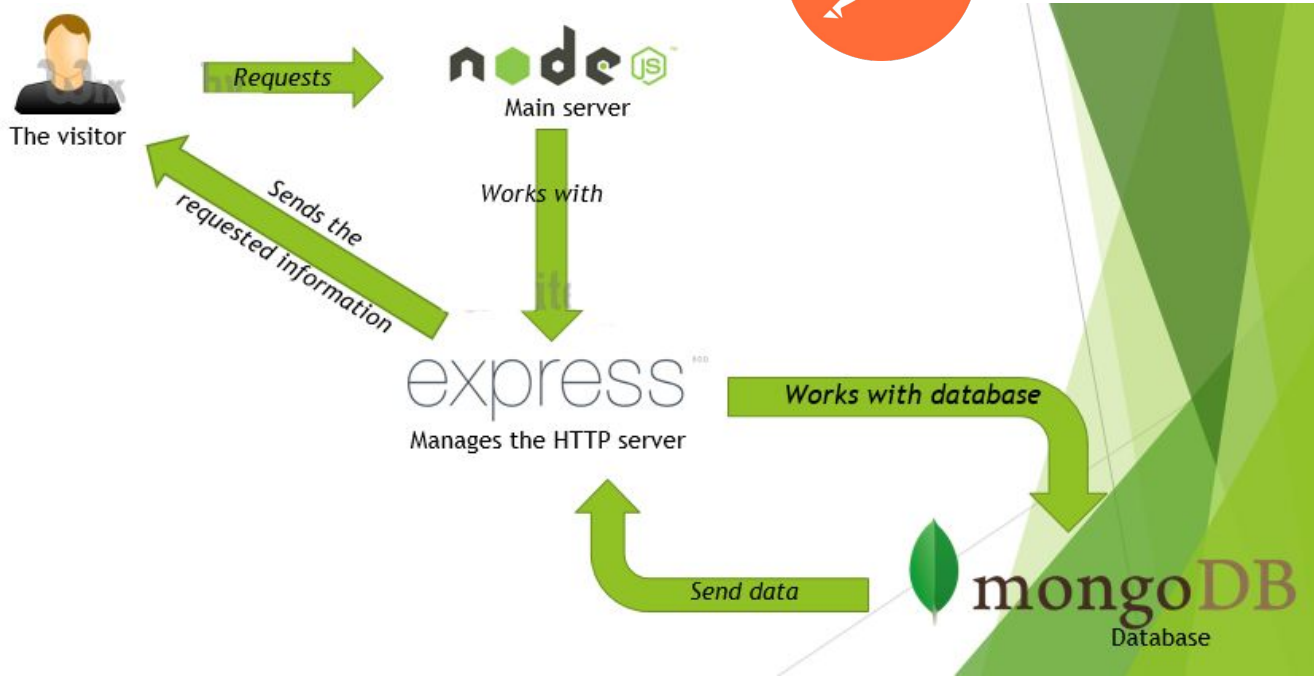 node JS
Requests
Main server
The visitor
Works with
Sends the
requested information
express
Works with database
Manages the HTTP server
Send data
mongoDB
Database